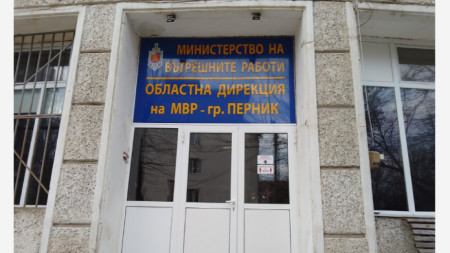 МИНИСТЕРСТВО НА
ВЪТРЕШНИТЕ РАБОТИ
ОБЛАСТНА ДИРЕКЦИЯ
на МВР - гр. ПЕРНИК